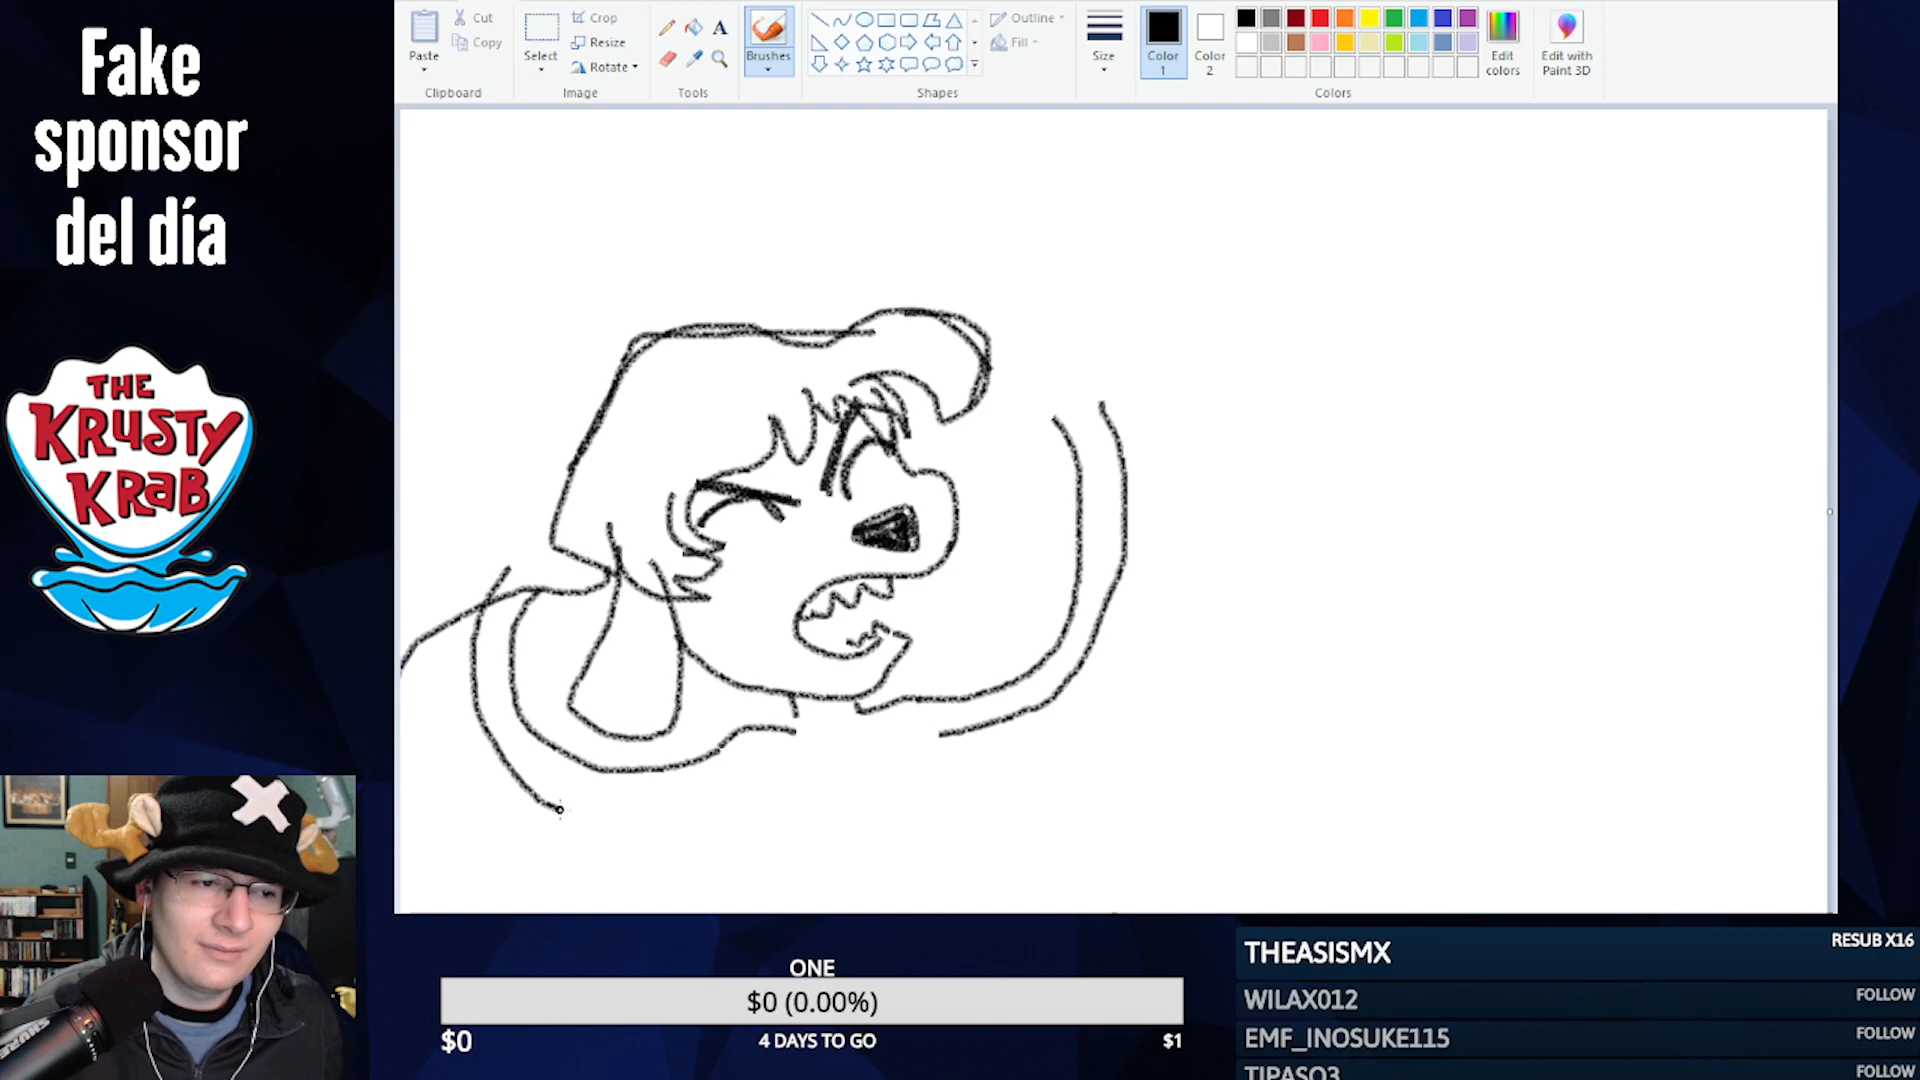 Fake
sponsor
del día
THE
KRUSTY
KRAB
Paste
Cut
Copy
Clipboard
Select
Crop
Resize
Rotate
Image
A
Tools
Brushes
Shapes
Outline
Fill
Size
Color
1
Color
2
Edit
colors
Edit with
Paint 3D
Colors
SHURE
ONE
$0 (0.00%)
$0
4 DAYS TO GO
$1
THEASISMX
RESUB X16
WILAX012
FOLLOW
EMF_INOSUKE115
FOLLOW
TIPASO3
FOLLOW